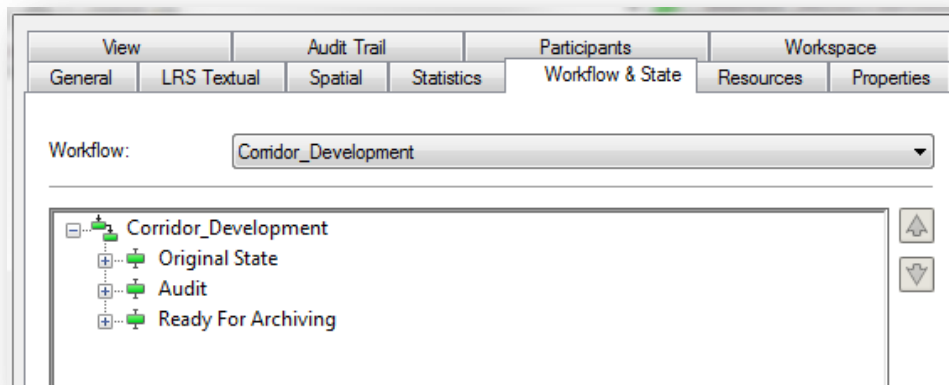 View Audit Trail Participants Workspace
General LRS Textual Spatial Statistics Workflow & State Resources Properties
Workflow: Corridor_Development
Corridor_Development
Original State
Audit
Ready For Archiving